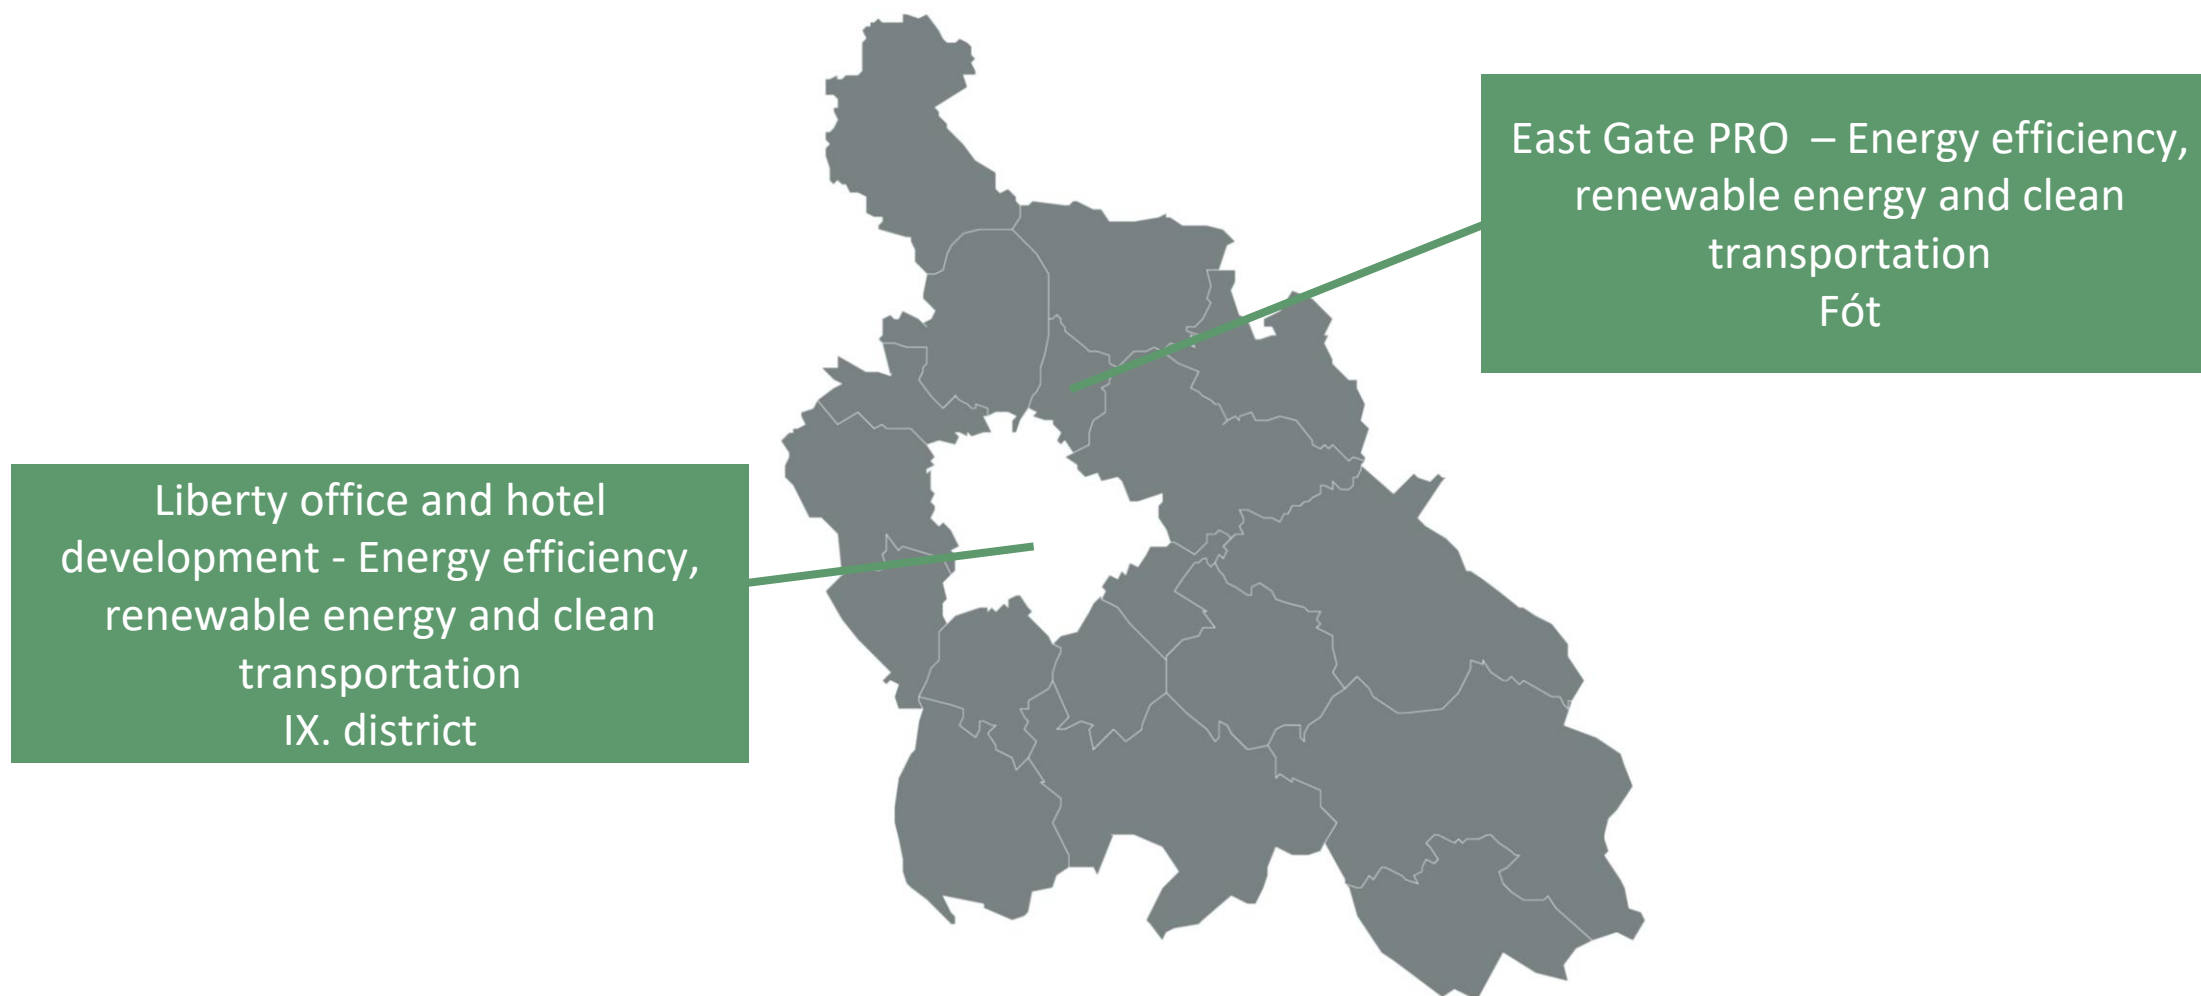 East Gate PRO – Energy efficiency,
renewable energy and clean
transportation
Fót
Liberty office and hotel
development - Energy efficiency,
renewable energy and clean
transportation
IX. district